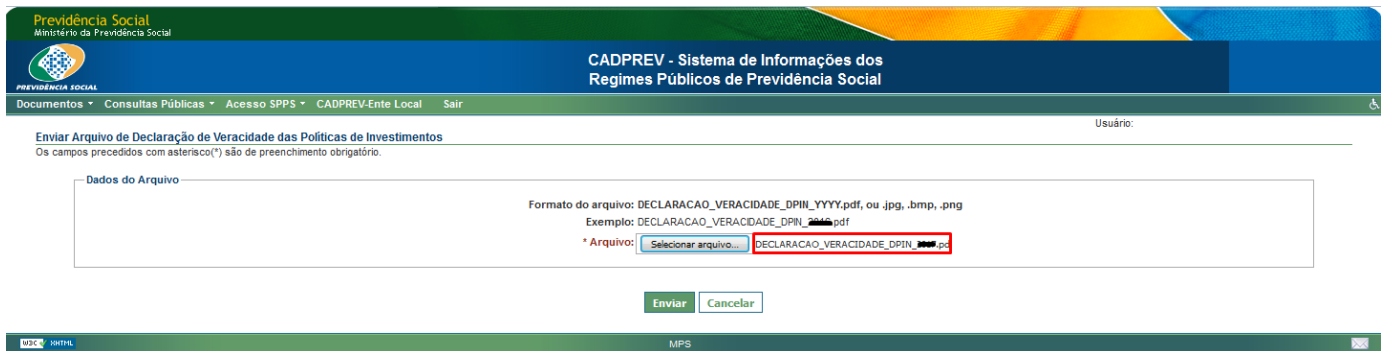 Previdência Social
Ministério da Previdência Social
PREVIDÊNCIA SOCIAL
CADPREV - Sistema de Informações dos
Regimes Públicos de Previdência Social
Documentos Consultas Públicas Acesso SPPS CADPREV-Ente Local Sair
Usuário:
Enviar Arquivo de Declaração de Veracidade das Políticas de Investimentos
Os campos precedidos com asterisco(*) são de preenchimento obrigatório.
Dados do Arquivo
Formato do arquivo: DECLARACAO_VERACIDADE_DPIN_YYYY.pdf, ou .jpg, .bmp, .png
Exemplo: DECLARACAO_VERACIDADE_DPIN_ .pdf
* Arquivo: Selecionar arquivo... DECLARACAO_VERACIDADE_DPIN_ .pd
Enviar Cancelar
W3C XHTML MPS